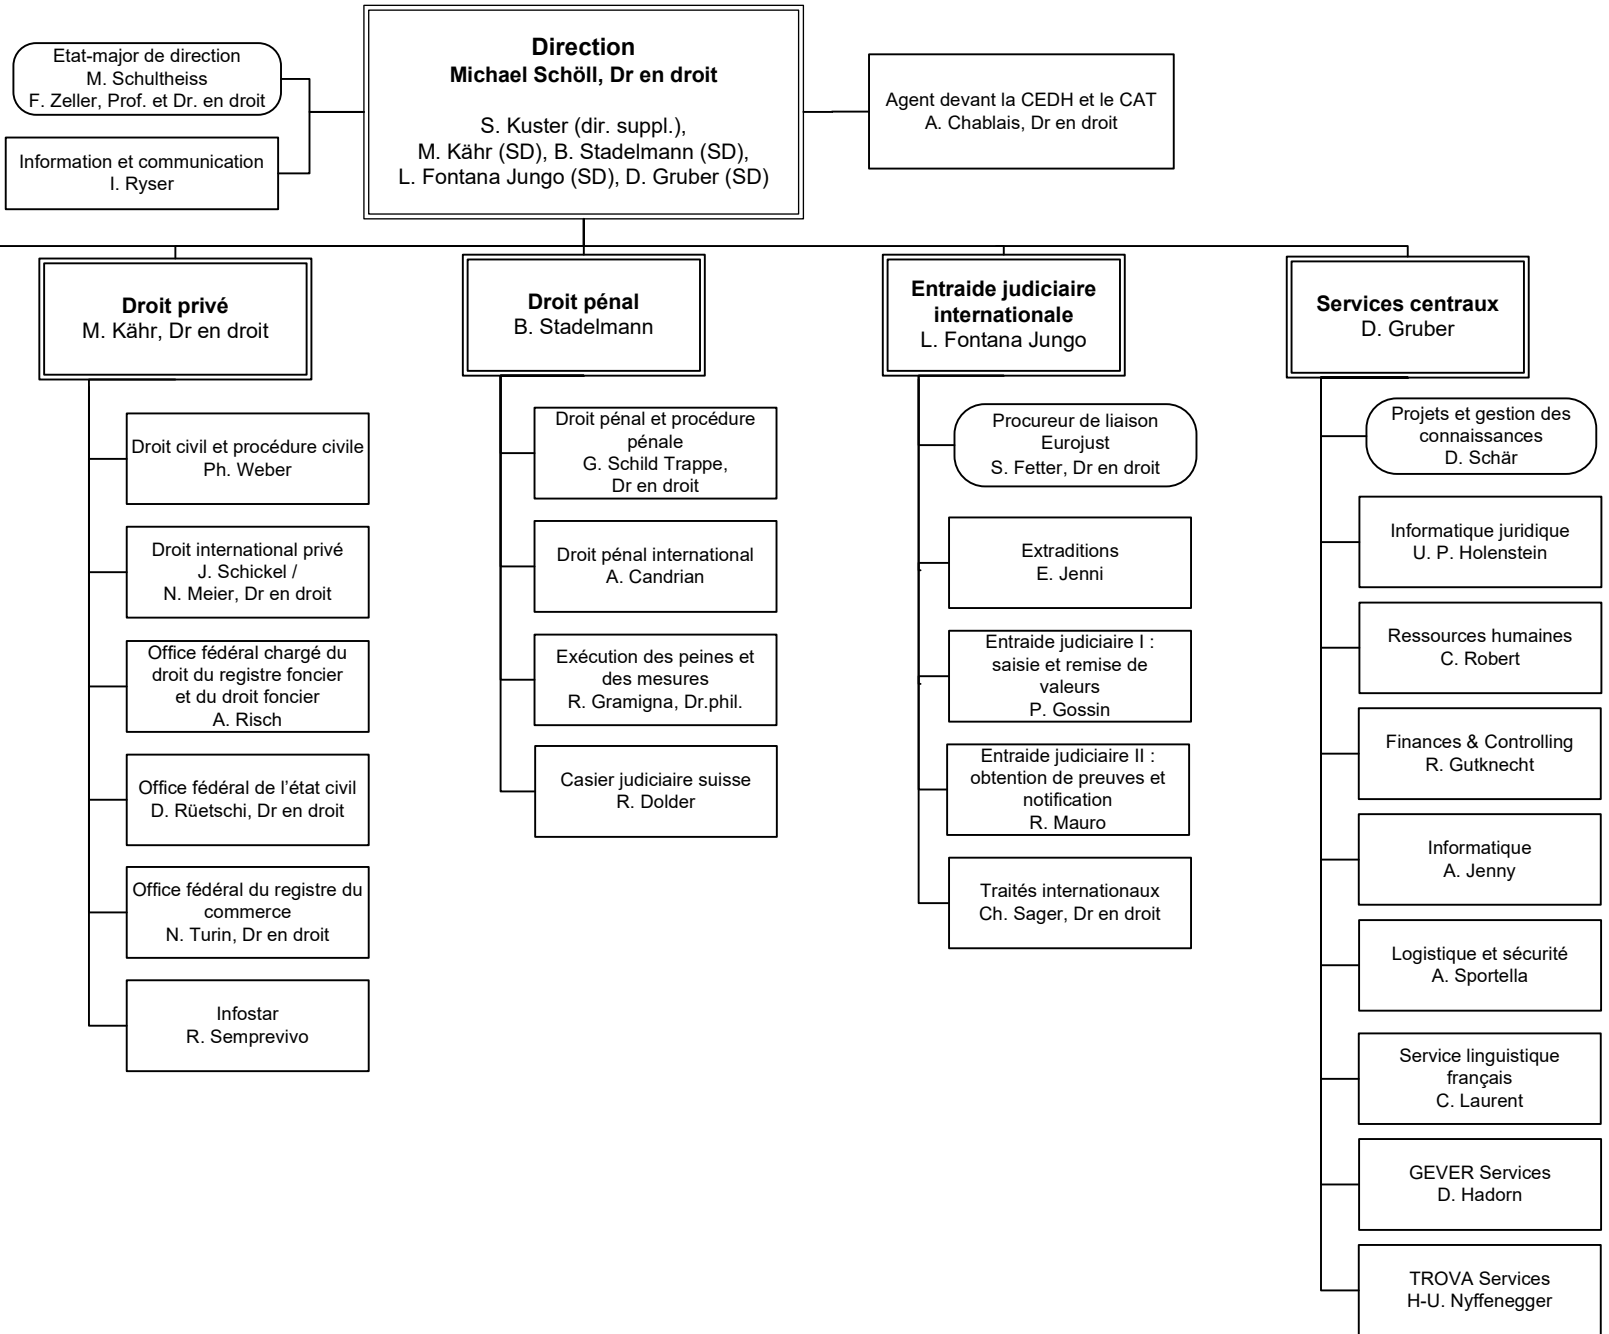 Direction
Michael Schöll, Dr en droit
S. Kuster (dir. suppl.),
M. Kähr (SD), B. Stadelmann (SD),
L. Fontana Jungo (SD), D. Gruber (SD)
Etat-major de direction
M. Schultheiss
F. Zeller, Prof. et Dr. en droit
Information et communication
I. Ryser
Agent devant la CEDH et le CAT
A. Chablais, Dr en droit
Droit privé
M. Kähr, Dr en droit
Droit civil et procédure civile
Ph. Weber
Droit international privé
J. Schickel /
N. Meier, Dr en droit
Office fédéral chargé du
droit du registre foncier
et du droit foncier
A. Risch
Office fédéral de l’état civil
D. Rüetschi, Dr en droit
Office fédéral du registre du
commerce
N. Turin, Dr en droit
Infostar
R. Semprevivo
Droit pénal
B. Stadelmann
Droit pénal et procédure
pénale
G. Schild Trappe,
Dr en droit
Droit pénal international
A. Candrian
Exécution des peines et
des mesures
R. Gramigna, Dr.phil.
Casier judiciaire suisse
R. Dolder
Entraide judiciaire
internationale
L. Fontana Jungo
Procureur de liaison
Eurojust
S. Fetter, Dr en droit
Extraditions
E. Jenni
Entraide judiciaire I :
saisie et remise de
valeurs
P. Gossin
Entraide judiciaire II :
obtention de preuves et
notification
R. Mauro
Traités internationaux
Ch. Sager, Dr en droit
Services centraux
D. Gruber
Projets et gestion des
connaissances
D. Schär
Informatique juridique
U. P. Holenstein
Ressources humaines
C. Robert
Finances & Controlling
R. Gutknecht
Informatique
A. Jenny
Logistique et sécurité
A. Sportella
Service linguistique
français
C. Laurent
GEVER Services
D. Hadorn
TROVA Services
H-U. Nyffenegger